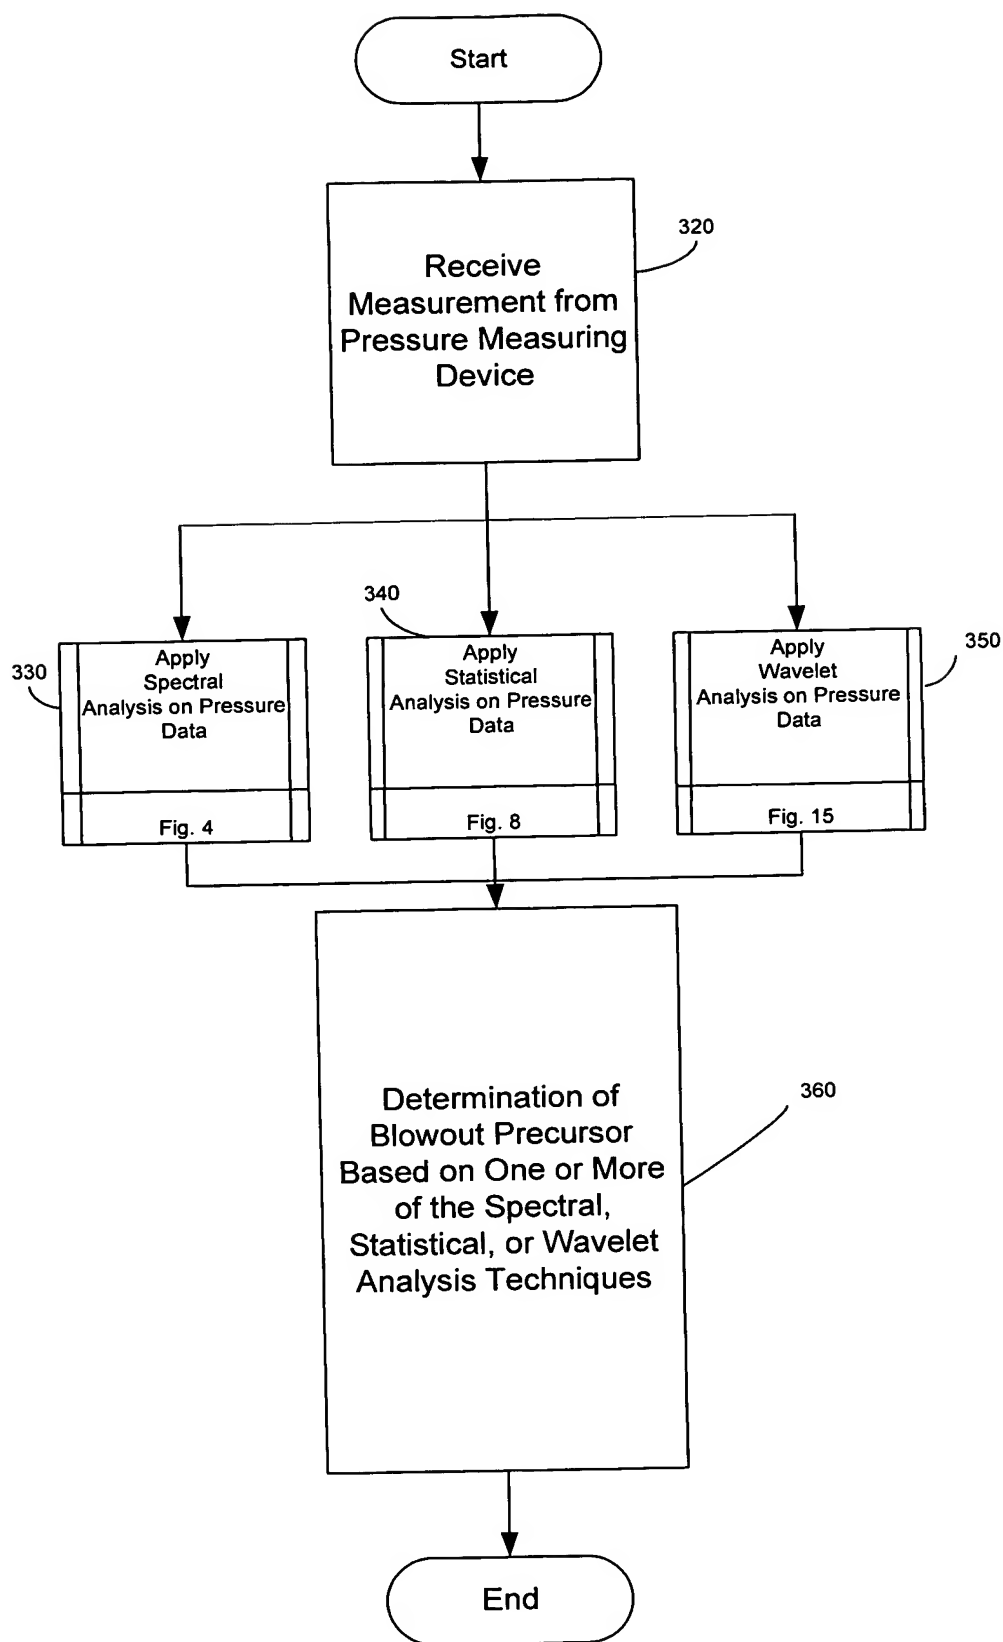 Start
320
Receive
Measurement from
Pressure Measuring
Device
340
330
Apply
Spectral
Analysis on Pressure
Data
Fig. 4
Apply
Statistical
Analysis on Pressure
Data
Fig. 8
350
Apply
Wavelet
Analysis on Pressure
Data
Fig. 15
360
Determination of
Blowout Precursor
Based on One or More
of the Spectral,
Statistical, or Wavelet
Analysis Techniques
End